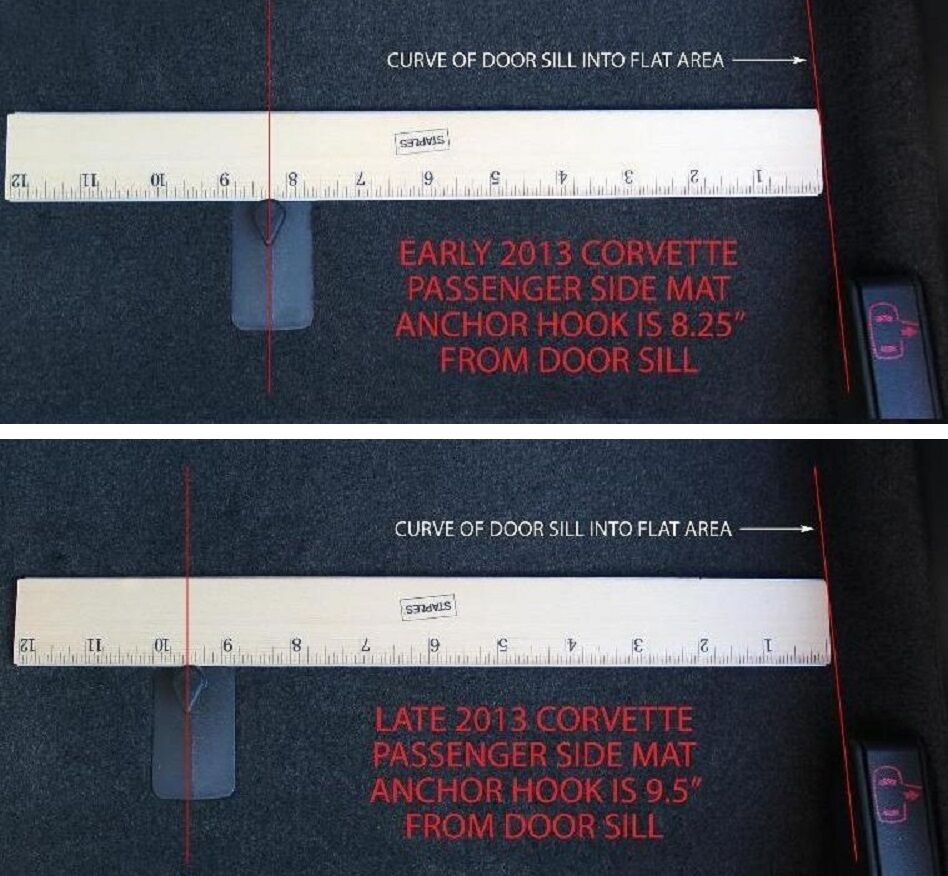 CURVE OF DOOR SILL INTO FLAT AREA
STAPLES
12 11 10 9 8 7 6 5 4 3 2 1
EARLY 2013 CORVETTE
PASSENGER SIDE MAT
ANCHOR HOOK IS 8.25”
FROM DOOR SILL
CURVE OF DOOR SILL INTO FLAT AREA
STAPLES
12 11 10 9 8 7 6 5 4 3 2 1
LATE 2013 CORVETTE
PASSENGER SIDE MAT
ANCHOR HOOK IS 9.5”
FROM DOOR SILL